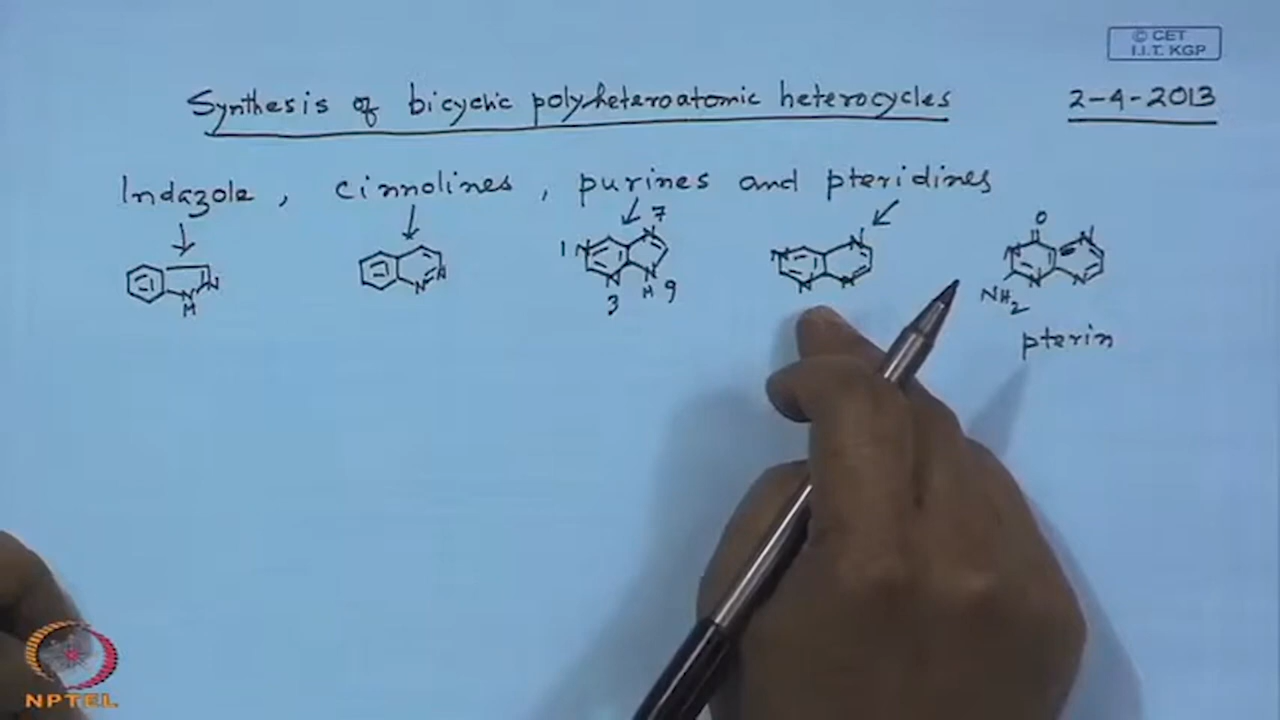 © CET
I.I.T. KGP
Synthesis of bicyclic polyheteroatomic heterocycles 2-4-2013
Indazole, cinnolines, purines and pteridines
7
O
N N N N N
1 N
N N N N N N N N
H H 9
3
NH2
pterin
NPTEL